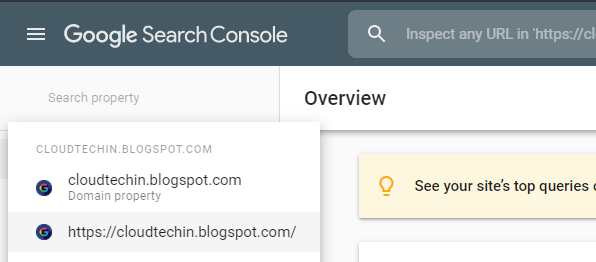 Google Search Console
Inspect any URL in 'https://cl
Search property
Overview
CLOUDTECHIN.BLOGSPOT.COM
cloudtechin.blogspot.com
Domain property
https://cloudtechin.blogspot.com/
See your site's top queries